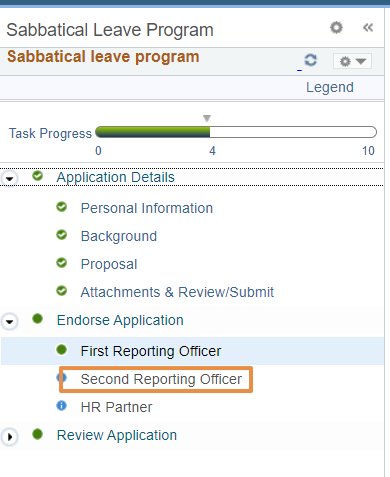 Sabbatical Leave Program
Sabbatical leave program
Legend
Task Progress
0 4 10
Application Details
Personal Information
Background
Proposal
Attachments & Review/Submit
Endorse Application
First Reporting Officer
Second Reporting Officer
HR Partner
Review Application